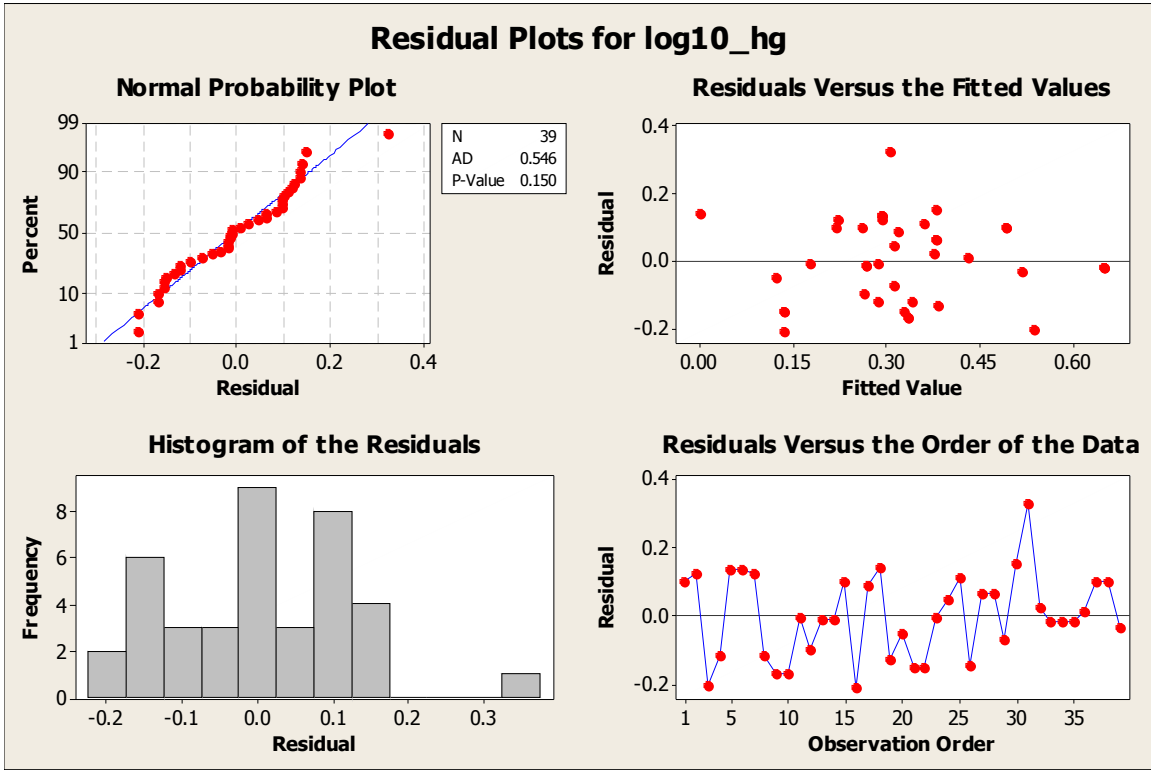 Residual Plots for log10_hg
Normal Probability Plot
99
90
50
10
1
Percent
-0.2 0.0 0.2 0.4
Residual
N 39
AD 0.546
P-Value 0.150
Residuals Versus the Fitted Values
0.4
0.2
0.0
-0.2
Residual
0.00 0.15 0.30 0.45 0.60
Fitted Value
Histogram of the Residuals
8
6
4
2
0
Frequency
-0.2 -0.1 0.0 0.1 0.2 0.3
Residual
Residuals Versus the Order of the Data
0.4
0.2
0.0
-0.2
Residual
1 5 10 15 20 25 30 35
Observation Order